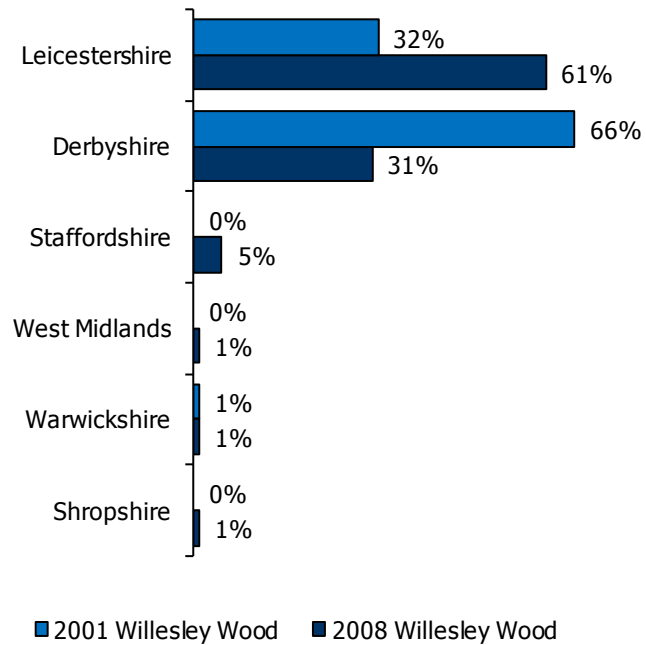 Leicestershire
32%
61%
Derbyshire
66%
31%
Staffordshire
0%
5%
West Midlands
0%
1%
Warwickshire
1%
1%
Shropshire
0%
1%
2001 Willesley Wood 2008 Willesley Wood